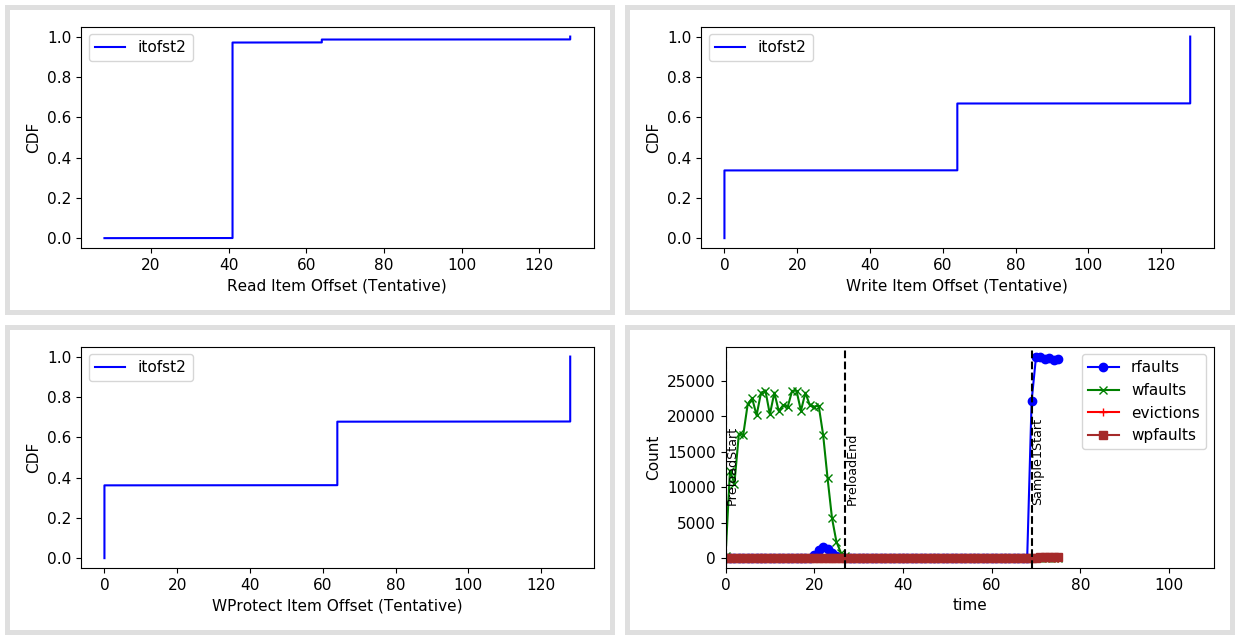 itofst2
1.0
0.8
0.6
0.4
0.2
0.0
CDF
20 40 60 80 100 120
Read Item Offset (Tentative)
itofst2
1.0
0.8
0.6
0.4
0.2
0.0
CDF
0 20 40 60 80 100 120
Write Item Offset (Tentative)
itofst2
1.0
0.8
0.6
0.4
0.2
0.0
CDF
0 20 40 60 80 100 120
WProtect Item Offset (Tentative)
rfaults
wfaults
evictions
wpfaults
25000
20000
15000
10000
5000
0
Count
PreloadStart
PreloadEnd
Sample1Start
0 20 40 60 80 100
time